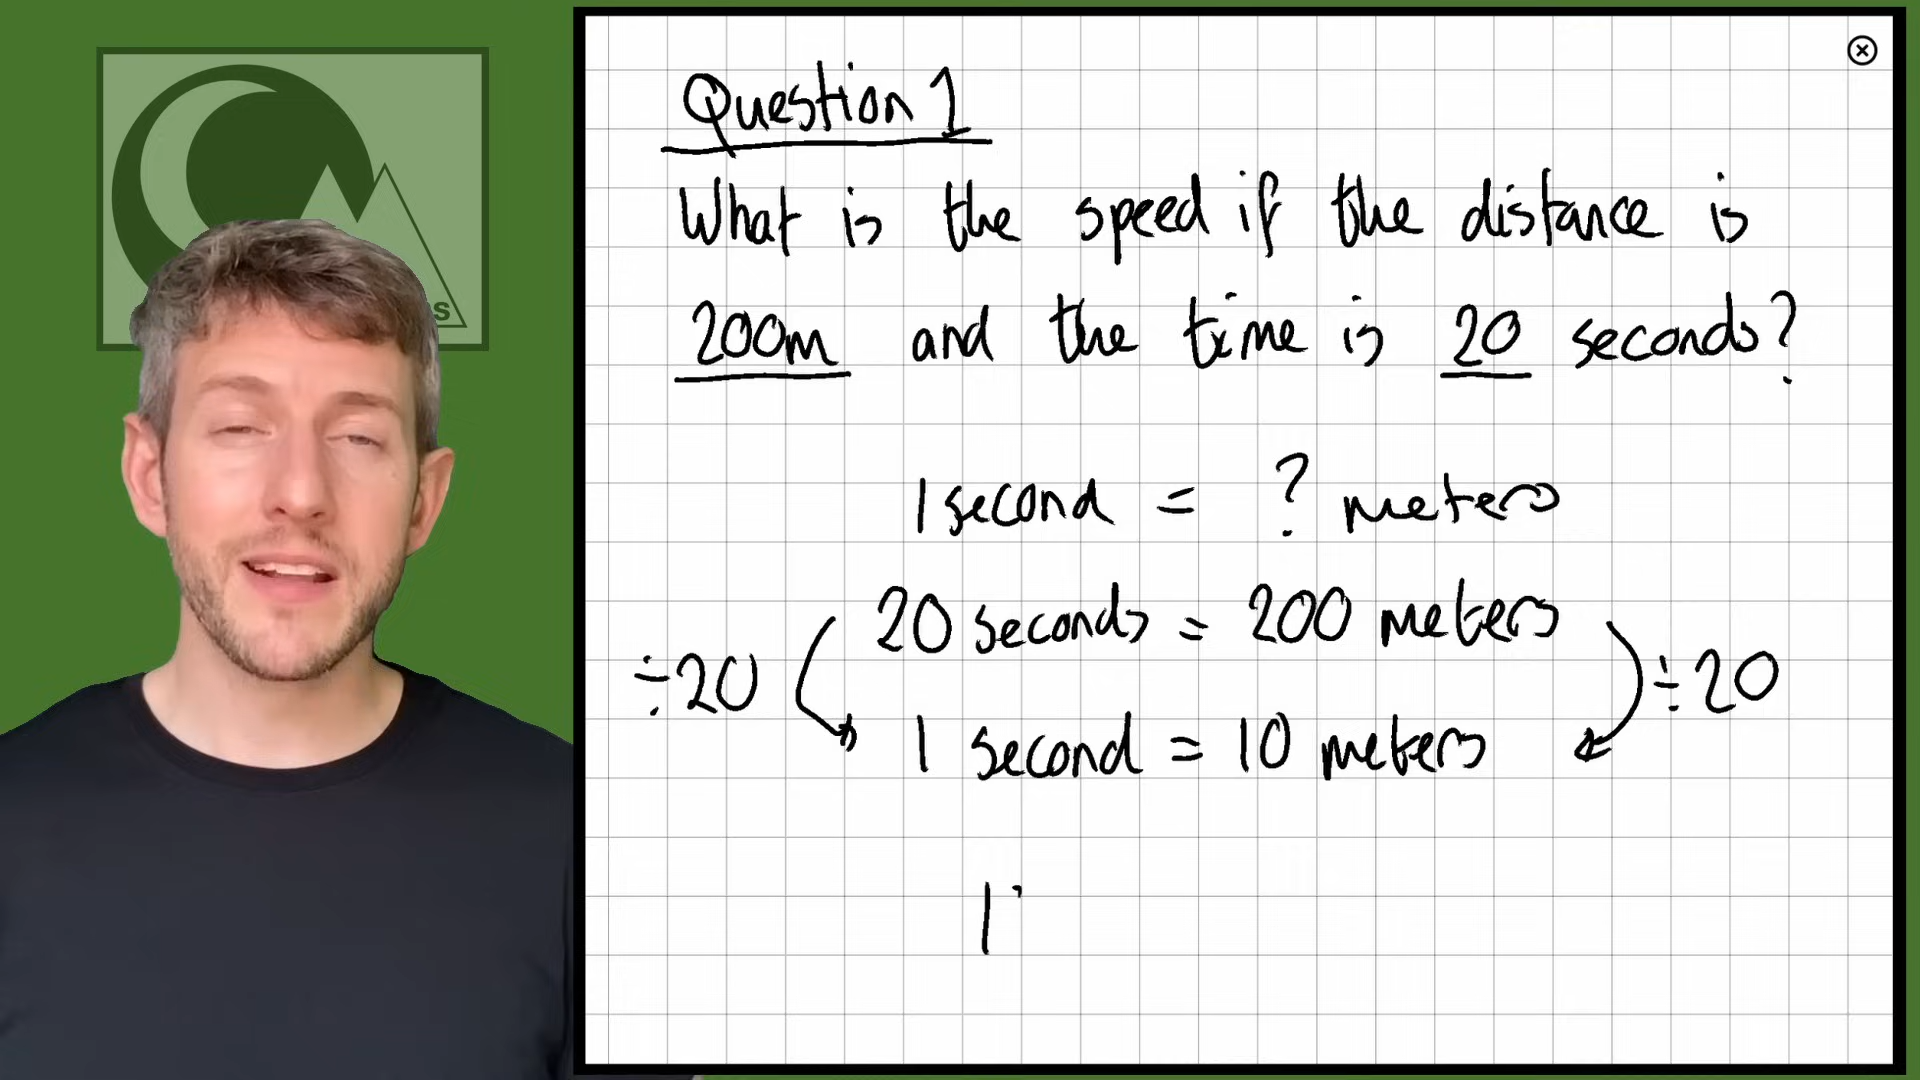 Question 1
What is the speed if the distance is
200m and the time is 20 seconds?
1 second = ? meters
20 seconds = 200 meters
÷20 ÷20
1 second = 10 meters
1
s